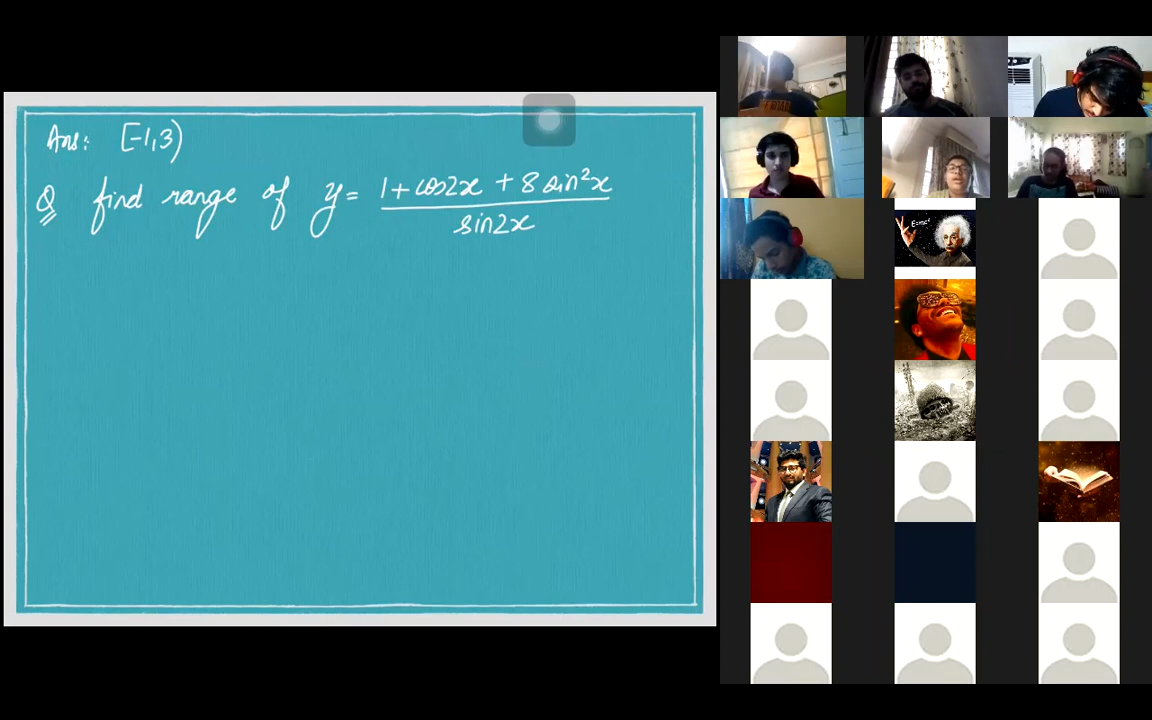 Ans: [-1,3)
Q find range of y= 1+cos2x + 8 sin²x / sin2x